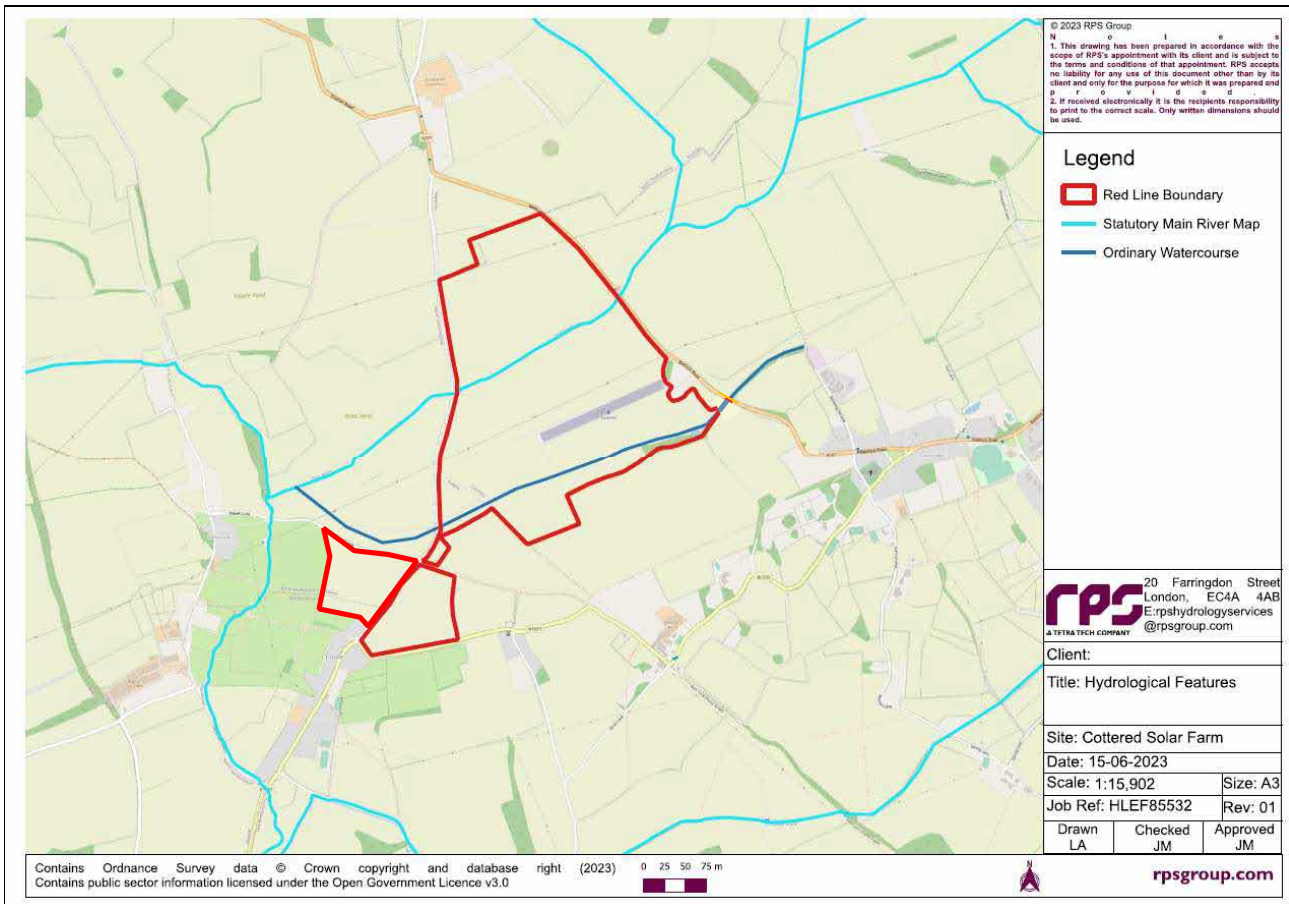 © 2023 RPS Group
N o t e s
1. This drawing has been prepared in accordance with the
scope of RPS's appointment with its client and is subject to
the terms and conditions of that appointment. RPS accepts
no liability for any use of this document other than by its
client and only for the purpose for which it was prepared and
p r o v i d e d .
2. If received electronically it is the recipients responsibility
to print to the correct scale. Only written dimensions should
be used.
Legend
Red Line Boundary
Statutory Main River Map
Ordinary Watercourse
rps
A TETRA TECH COMPANY
20 Farringdon Street
London, EC4A 4AB
E:rpshydrologyservices
@rpsgroup.com
Client:
Title: Hydrological Features
Site: Cottered Solar Farm
Date: 15-06-2023
Scale: 1:15,902
Size: A3
Job Ref: HLEF85532
Rev: 01
Drawn
LA
Checked
JM
Approved
JM
Contains Ordnance Survey data © Crown copyright and database right (2023)
Contains public sector information licensed under the Open Government Licence v3.0
0 25 50 75 m
N
rpsgroup.com